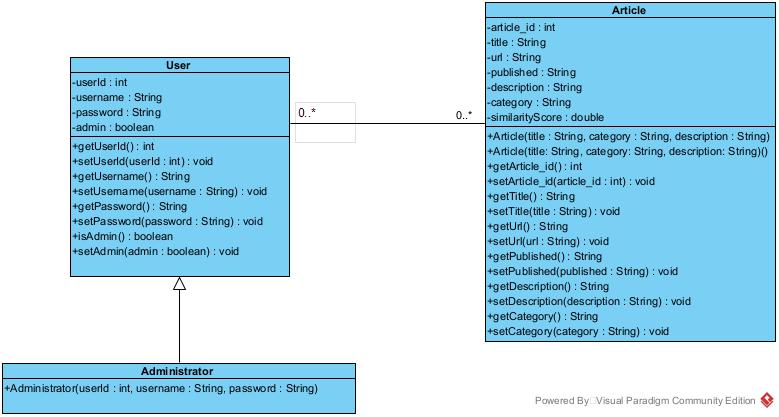 User
-userId : int
-username : String
-password : String
-admin : boolean
+getUserId() : int
+setUserId(userId : int) : void
+getUsername() : String
+setUsername(username : String) : void
+getPassword() : String
+setPassword(password : String) : void
+isAdmin() : boolean
+setAdmin(admin : boolean) : void
0..*
0..*
Article
-article_id : int
-title : String
-url : String
-published : String
-description : String
-category : String
-similarityScore : double
+Article(title : String, category : String, description : String)
+Article(title: String, category: String, description: String)()
+getArticle_id() : int
+setArticle_id(article_id : int) : void
+getTitle() : String
+setTitle(title : String) : void
+getUrl() : String
+setUrl(url : String) : void
+getPublished() : String
+setPublished(published : String) : void
+getDescription() : String
+setDescription(description : String) : void
+getCategory() : String
+setCategory(category : String) : void
Administrator
+Administrator(userId : int, username : String, password : String)
Powered By Visual Paradigm Community Edition